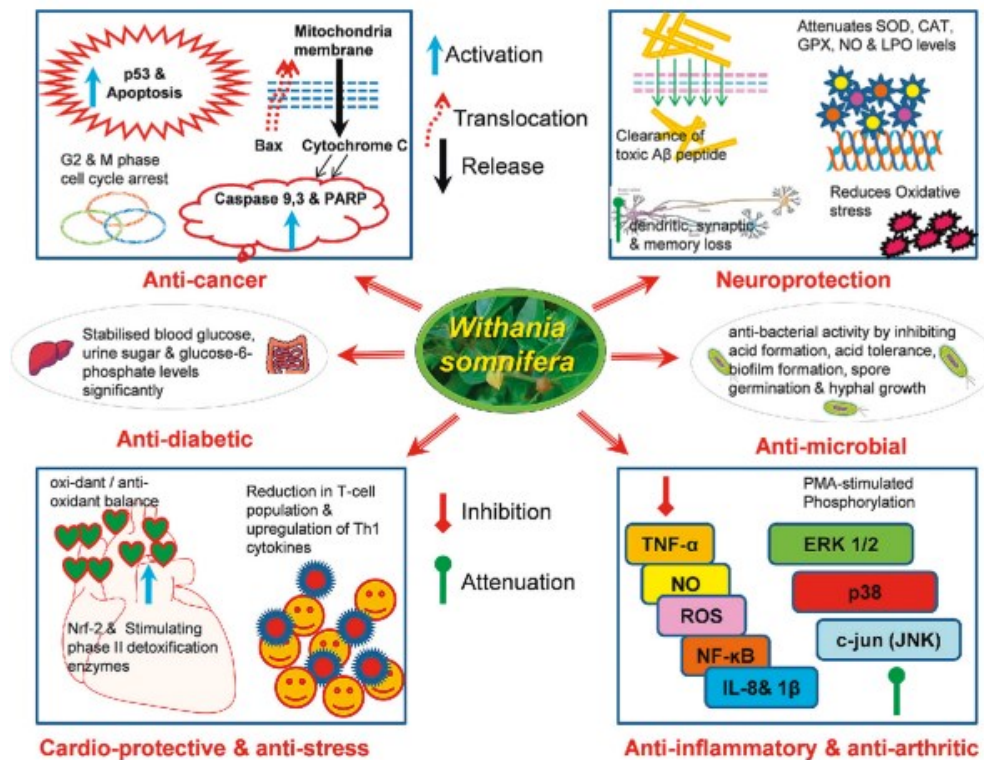 p53 &
Apoptosis
Mitochondria
membrane
Bax
Cytochrome C
G2 & M phase
cell cycle arrest
Caspase 9,3 & PARP
Anti-cancer
Activation
Translocation
Release
Attenuates SOD, CAT,
GPX, NO & LPO levels
Clearance of
toxic Aβ peptide
Reduces Oxidative
stress
dendritic, synaptic
& memory loss
Neuroprotection
Stabilised blood glucose,
urine sugar & glucose-6-
phosphate levels
significantly
Anti-diabetic
Withania
somnifera
anti-bacterial activity by inhibiting
acid formation, acid tolerance,
biofilm formation, spore
germination & hyphal growth
Anti-microbial
oxi-dant / anti-
oxidant balance
Nrf-2 & Stimulating
phase II detoxification
enzymes
Reduction in T-cell
population &
upregulation of Th1
cytokines
Cardio-protective & anti-stress
Inhibition
Attenuation
PMA-stimulated
Phosphorylation
TNF-α
NO
ROS
NF-κB
IL-8& 1β
ERK 1/2
p38
c-jun (JNK)
Anti-inflammatory & anti-arthritic